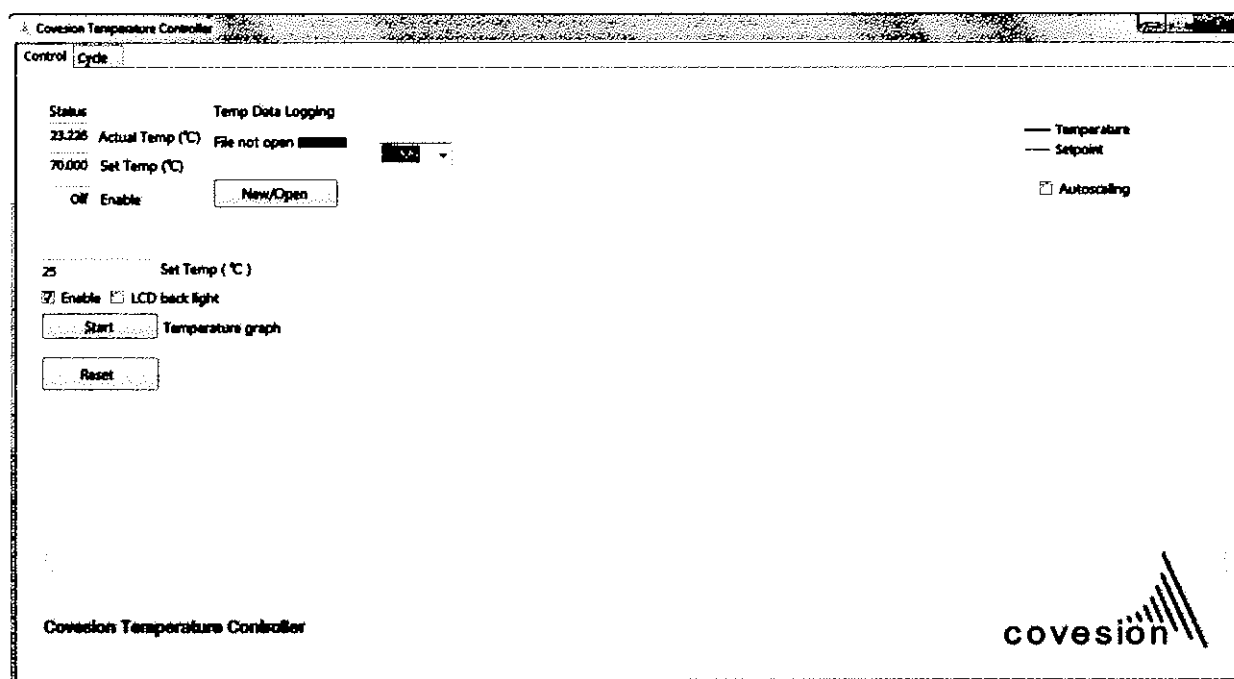 Covesion Temperature Controller
Control Cycle
Status Temp Data Logging
23.226 Actual Temp (℃) File not open
Temperature
70.000 Set Temp (℃)
Setpoint
Off Enable New/Open
Autoscaling
25 Set Temp ( ℃ )
Enable LCD back light
Start Temperature graph
Reset
Covesion Temperature Controller
covesion